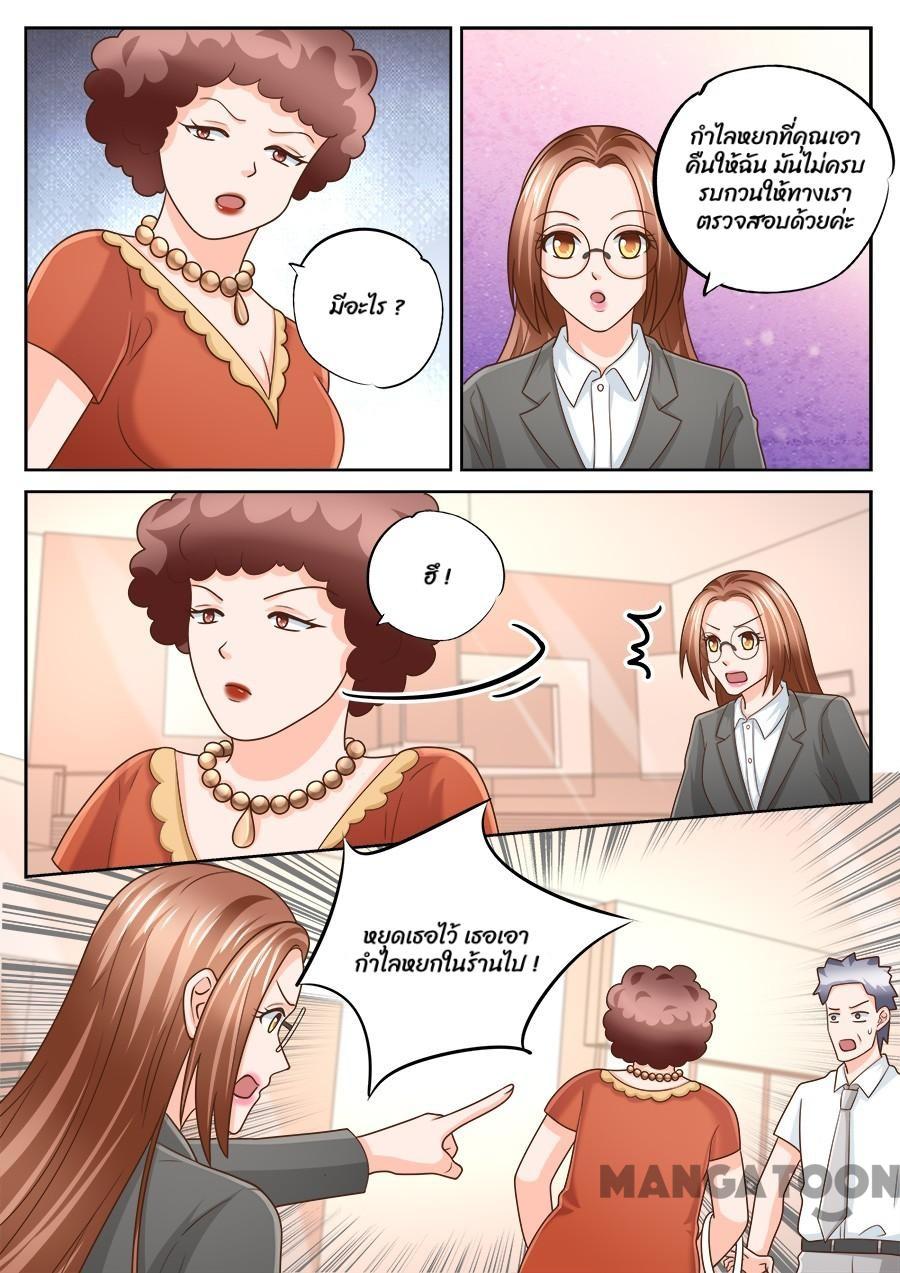 มีอะไร ?
กำไลหยกที่คุณเอา
คืนให้ฉัน มันไม่ครบ
รบกวนให้ทางเรา
ตรวจสอบด้วยค่ะ
ฮึ !
หยุดเธอไว้ เธอเอา
กำไลหยกในร้านไป !
MANGATOON